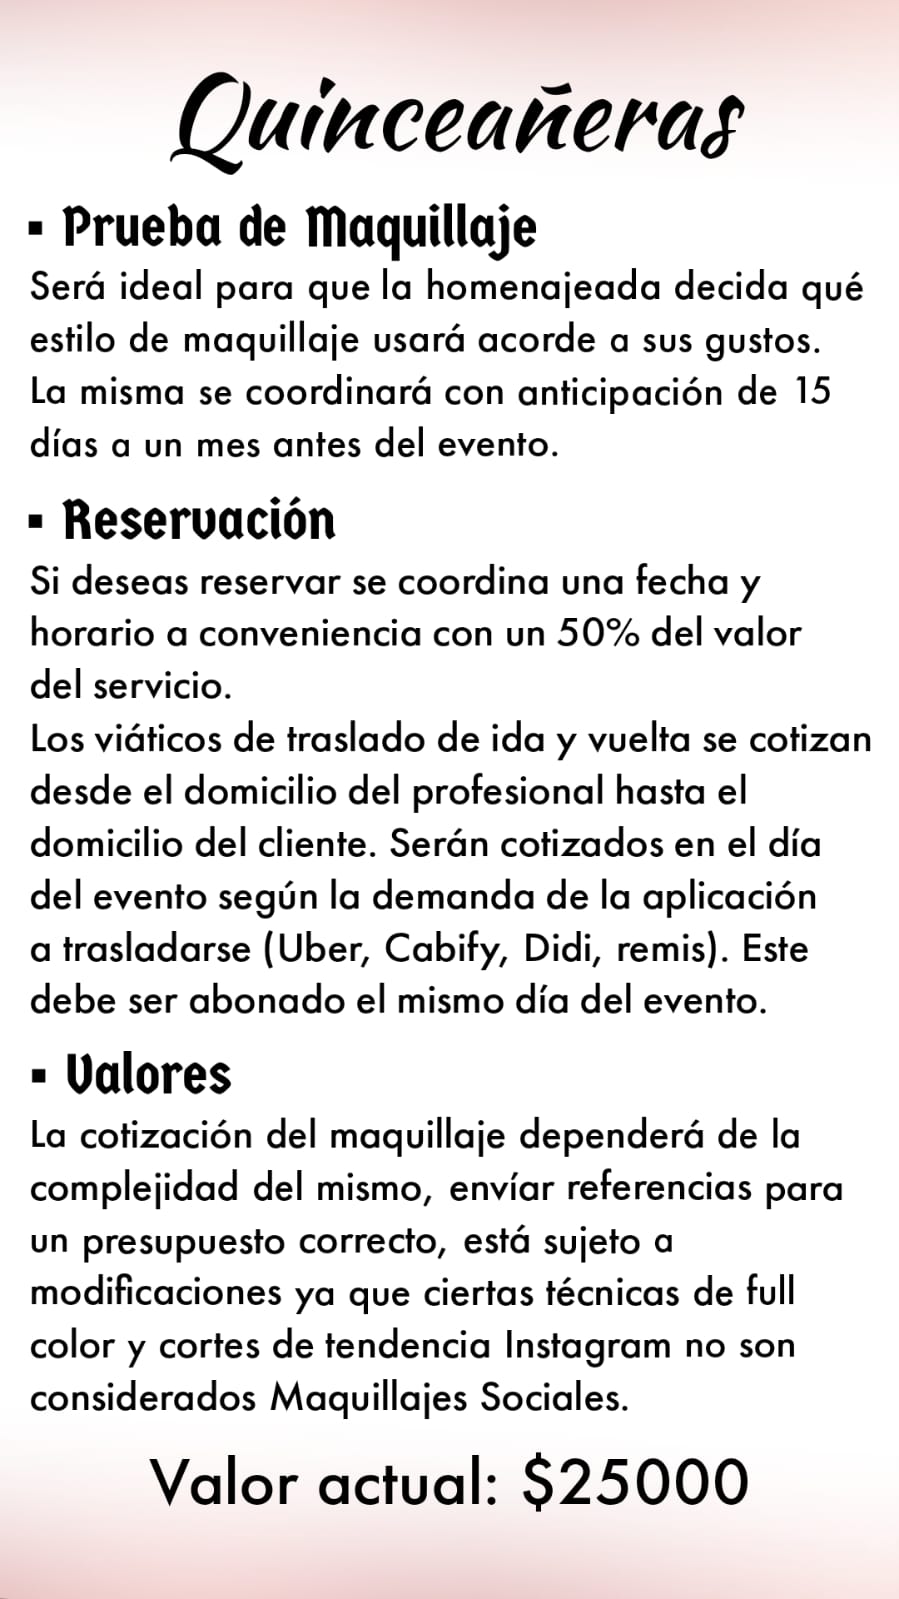 Quinceañeras
▪ Prueba de Maquillaje
Será ideal para que la homenajeada decida qué
estilo de maquillaje usará acorde a sus gustos.
La misma se coordinará con anticipación de 15
días a un mes antes del evento.
▪ Reservación
Si deseas reservar se coordina una fecha y
horario a conveniencia con un 50% del valor
del servicio.
Los viáticos de traslado de ida y vuelta se cotizan
desde el domicilio del profesional hasta el
domicilio del cliente. Serán cotizados en el día
del evento según la demanda de la aplicación
a trasladarse (Uber, Cabify, Didi, remis). Este
debe ser abonado el mismo día del evento.
▪ Valores
La cotización del maquillaje dependerá de la
complejidad del mismo, envíar referencias para
un presupuesto correcto, está sujeto a
modificaciones ya que ciertas técnicas de full
color y cortes de tendencia Instagram no son
considerados Maquillajes Sociales.
Valor actual: $25000